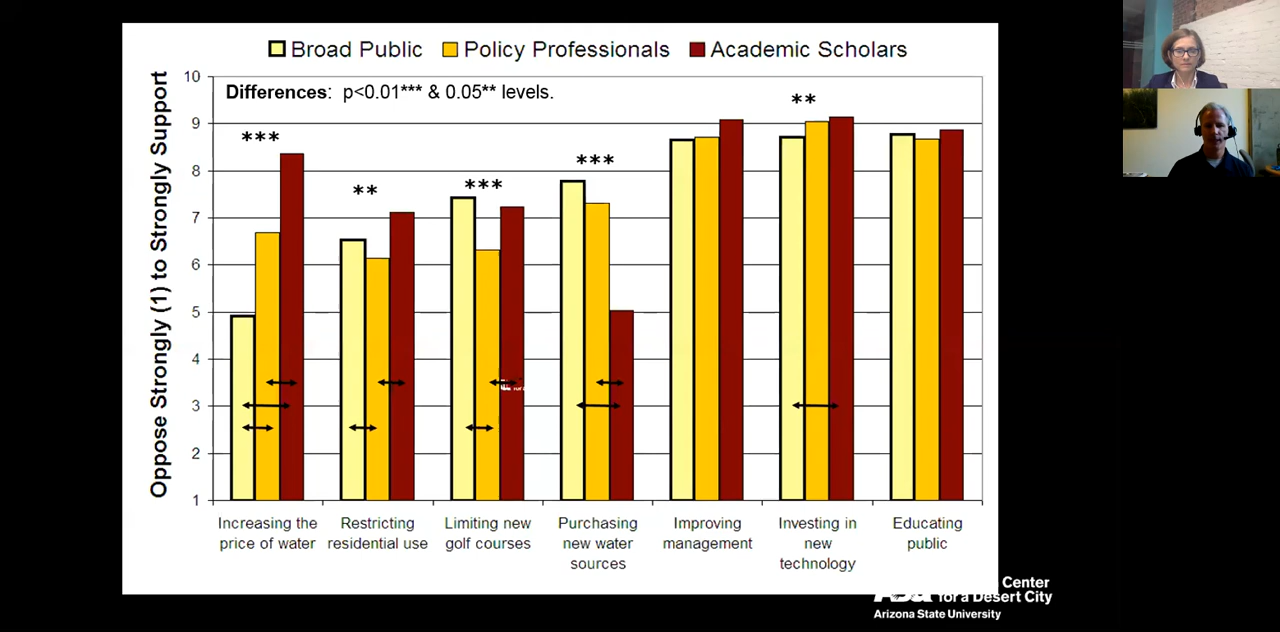 Broad Public Policy Professionals Academic Scholars
Differences: p<0.01*** & 0.05** levels.
Oppose Strongly (1) to Strongly Support
10
9
8
7
6
5
4
3
2
1
***
**
***
***
**
Increasing the
price of water
Restricting
residential use
Limiting new
golf courses
Purchasing
new water
sources
Improving
management
Investing in
new
technology
Educating
public
Center
for a Desert City
Arizona State University